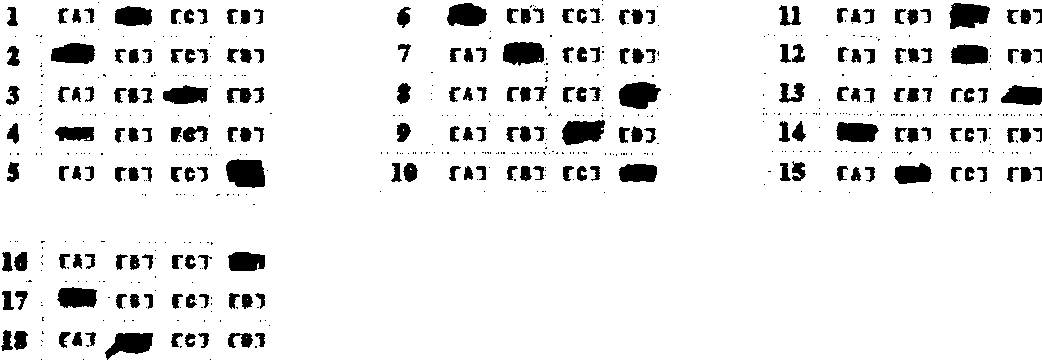 1 [A] [C] [D]
2 [B] [C] [D]
3 [A] [B] [D]
4 [B] [C] [D]
5 [A] [B] [C]
6 [B] [C] [D]
7 [A] [C] [D]
8 [A] [B] [C]
9 [A] [B] [D]
10 [A] [B] [C]
11 [A] [B] [D]
12 [A] [B] [D]
13 [A] [B] [C]
14 [B] [C] [D]
15 [A] [C] [D]
16 [A] [B] [C]
17 [B] [C] [D]
18 [A] [C] [D]